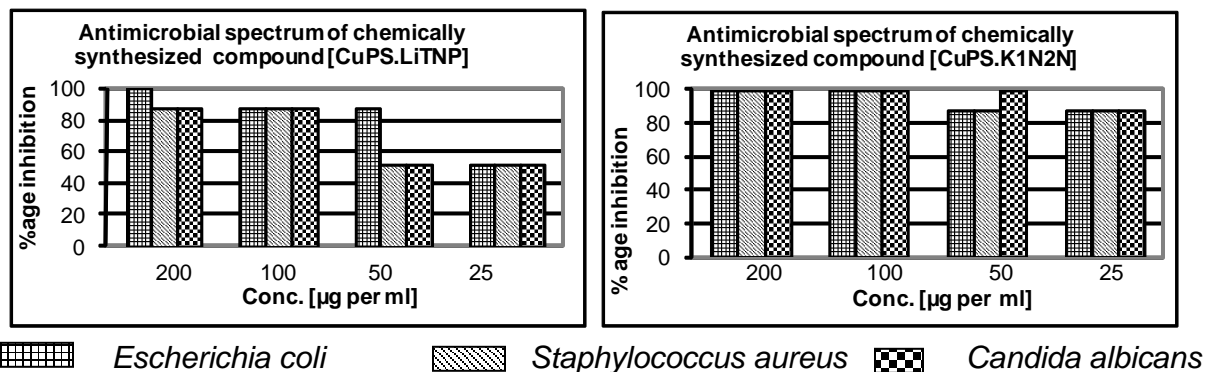 Antimicrobial spectrum of chemically
synthesized compound [CuPS.LiTNP]
%age inhibition
100
80
60
40
20
0
200 100 50 25
Conc. [µg per ml]
Antimicrobial spectrum of chemically
synthesized compound [CuPS.K1N2N]
% age inhibition
100
80
60
40
20
0
200 100 50 25
Conc. [µg per ml]
Escherichia coli Staphylococcus aureus Candida albicans